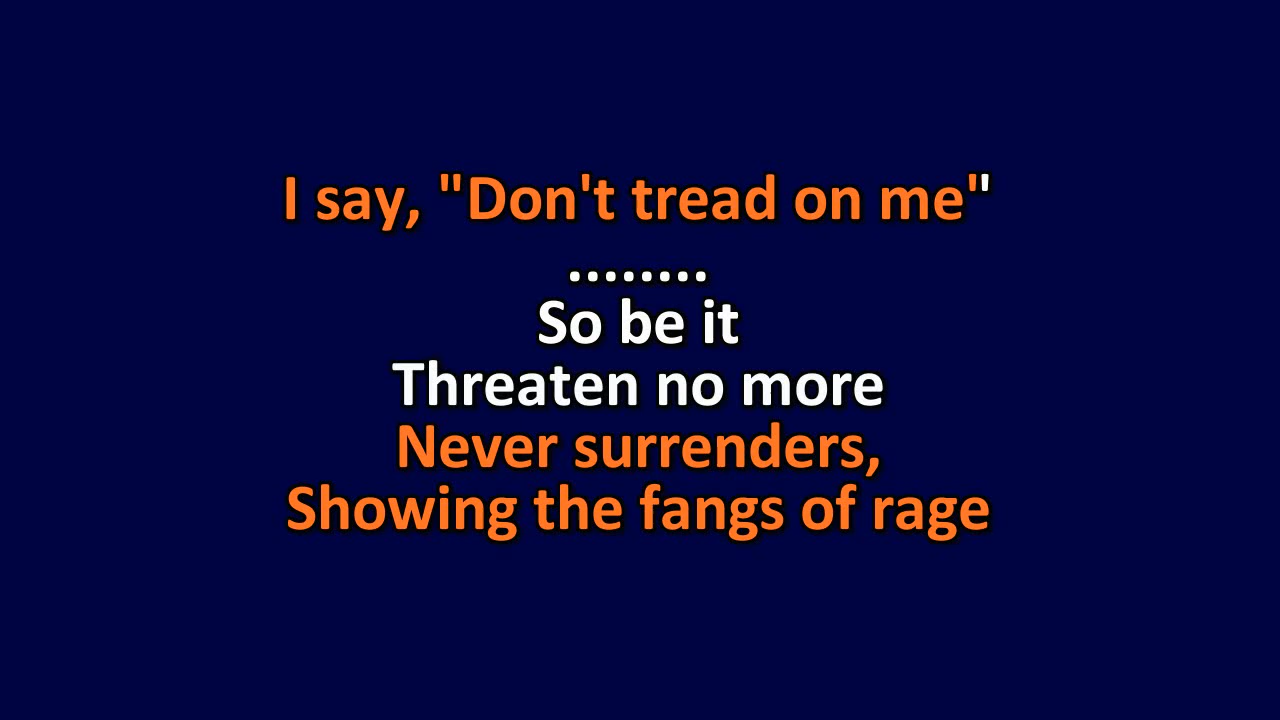 I say, "Don't tread on me"
........
So be it
Threaten no more
Never surrenders,
Showing the fangs of rage